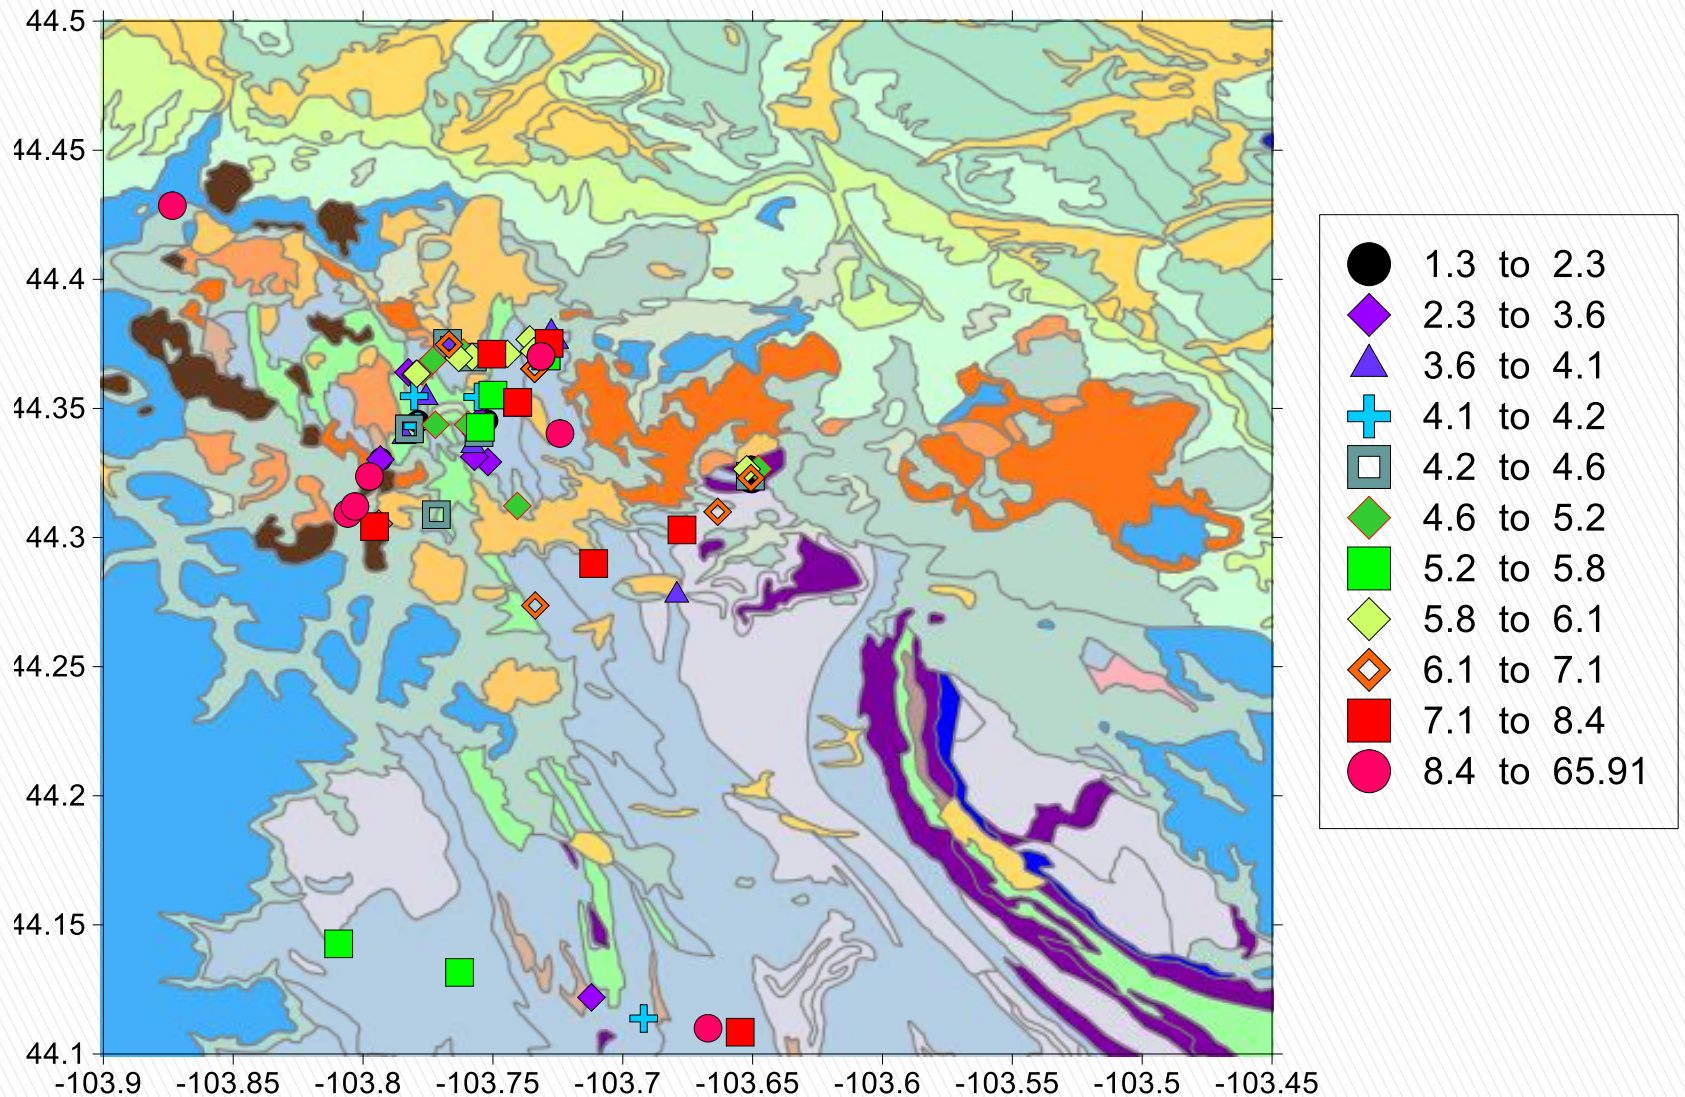 44.5
44.45
44.4
44.35
44.3
44.25
44.2
44.15
44.1
-103.9 -103.85 -103.8 -103.75 -103.7 -103.65 -103.6 -103.55 -103.5 -103.45
1.3 to 2.3
2.3 to 3.6
3.6 to 4.1
4.1 to 4.2
4.2 to 4.6
4.6 to 5.2
5.2 to 5.8
5.8 to 6.1
6.1 to 7.1
7.1 to 8.4
8.4 to 65.91